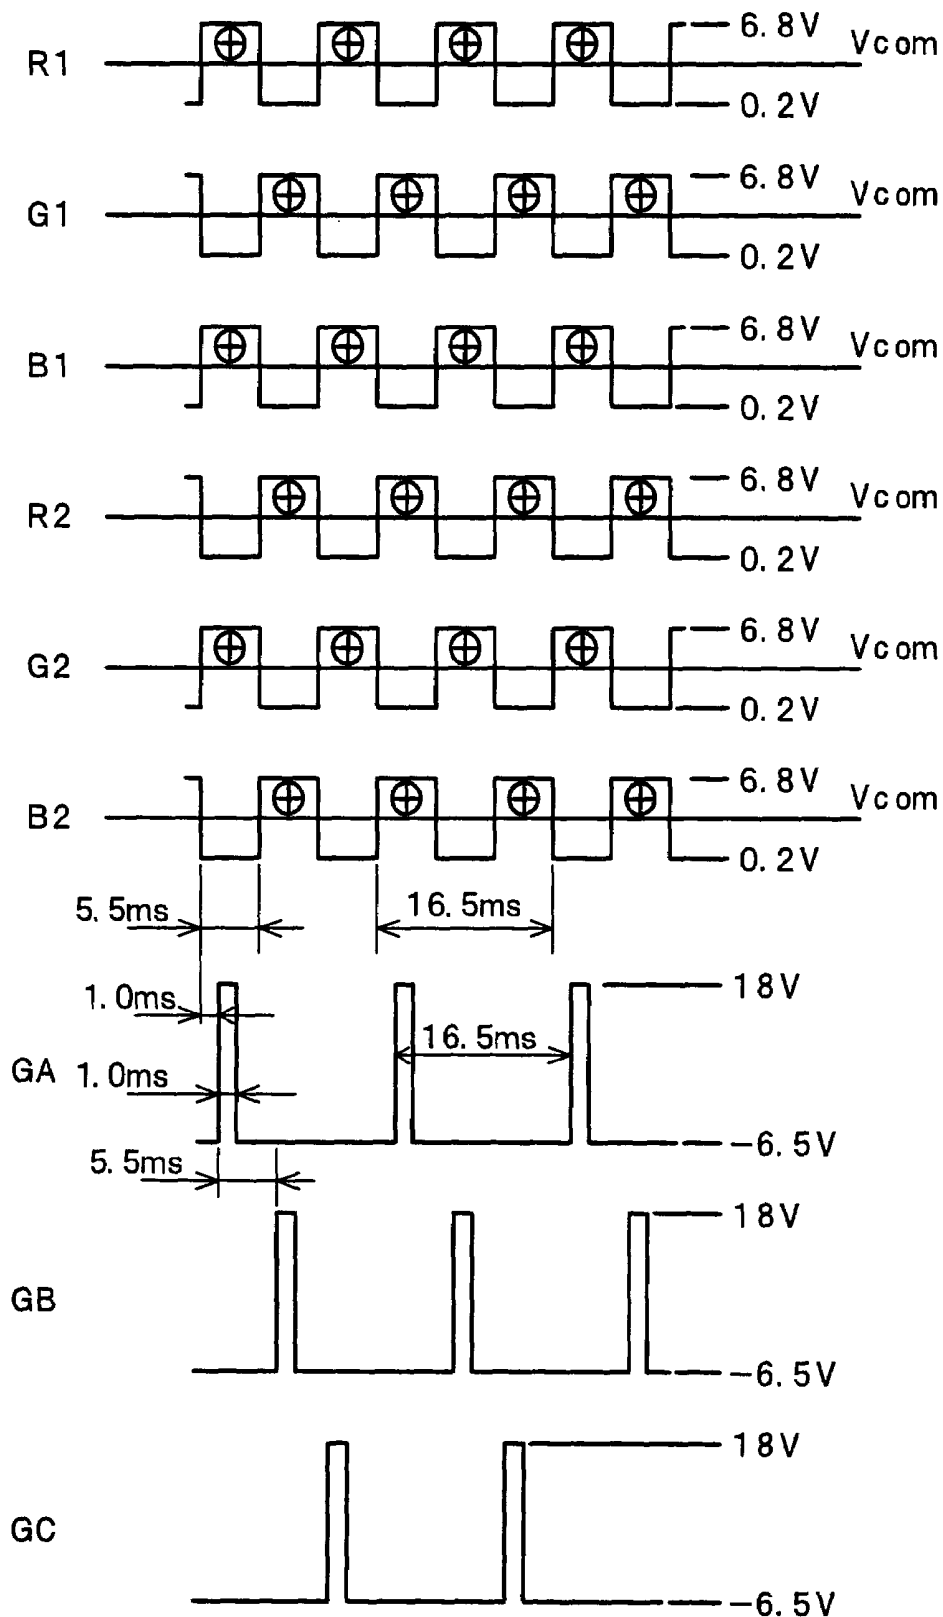 R1 6.8V Vcom
0.2V
G1 6.8V Vcom
0.2V
B1 6.8V Vcom
0.2V
R2 6.8V Vcom
0.2V
G2 6.8V Vcom
0.2V
B2 6.8V Vcom
0.2V
5.5ms 16.5ms
18V
1.0ms
16.5ms
GA 1.0ms
-6.5V
5.5ms
18V
GB
-6.5V
18V
GC
-6.5V